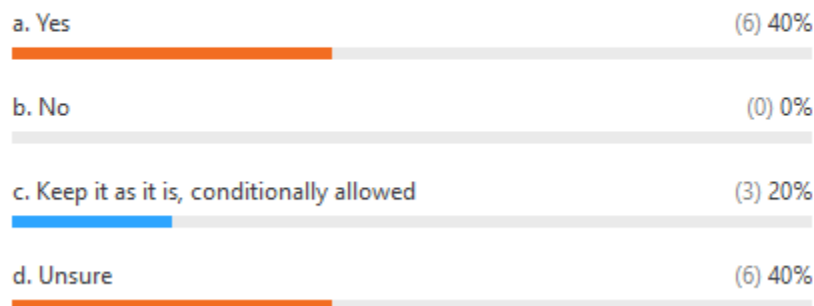 a. Yes (6) 40%
b. No (0) 0%
c. Keep it as it is, conditionally allowed (3) 20%
d. Unsure (6) 40%